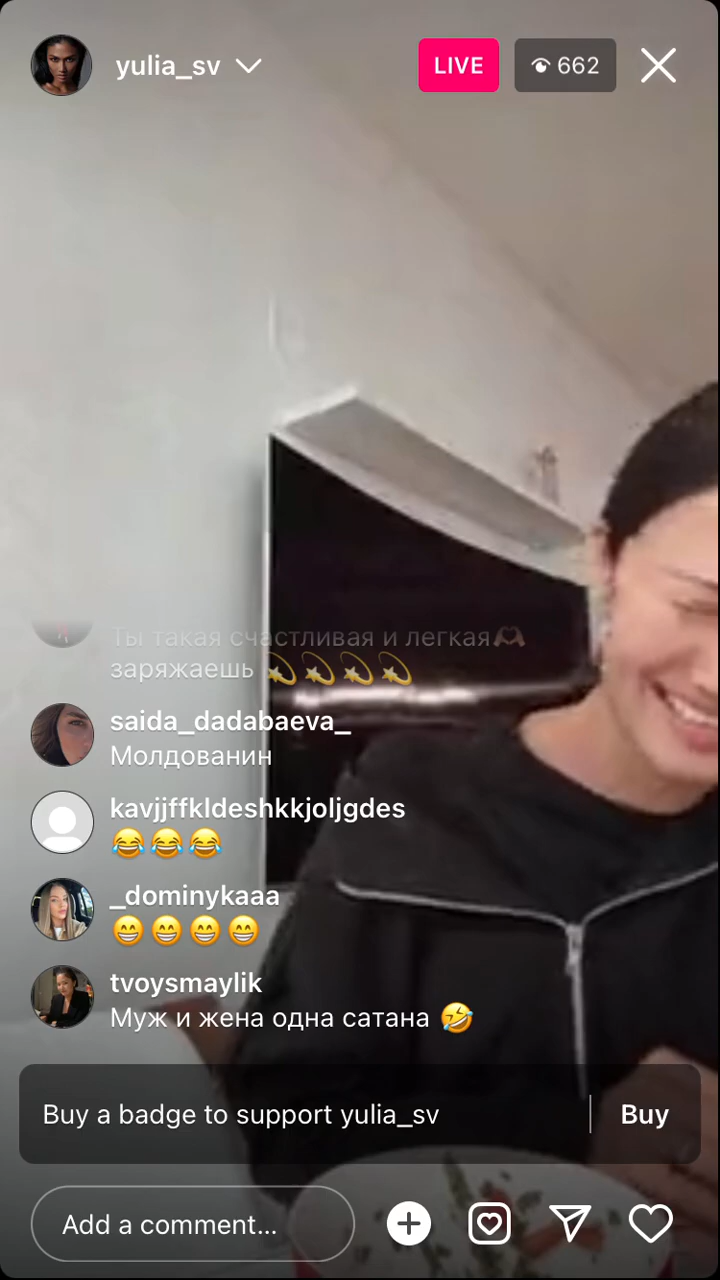 yulia_sv
LIVE
662
Ты такая счастливая и легкая🫶
заряжаешь 💫💫💫💫
saida_dadabaeva_
Молдованин
kavjjffkldeshkkjoljgdes
😂😂😂
_dominykaaa
😁😁😁😁
tvoysmaylik
Муж и жена одна сатана 🤣
Buy a badge to support yulia_sv
Buy
Add a comment...